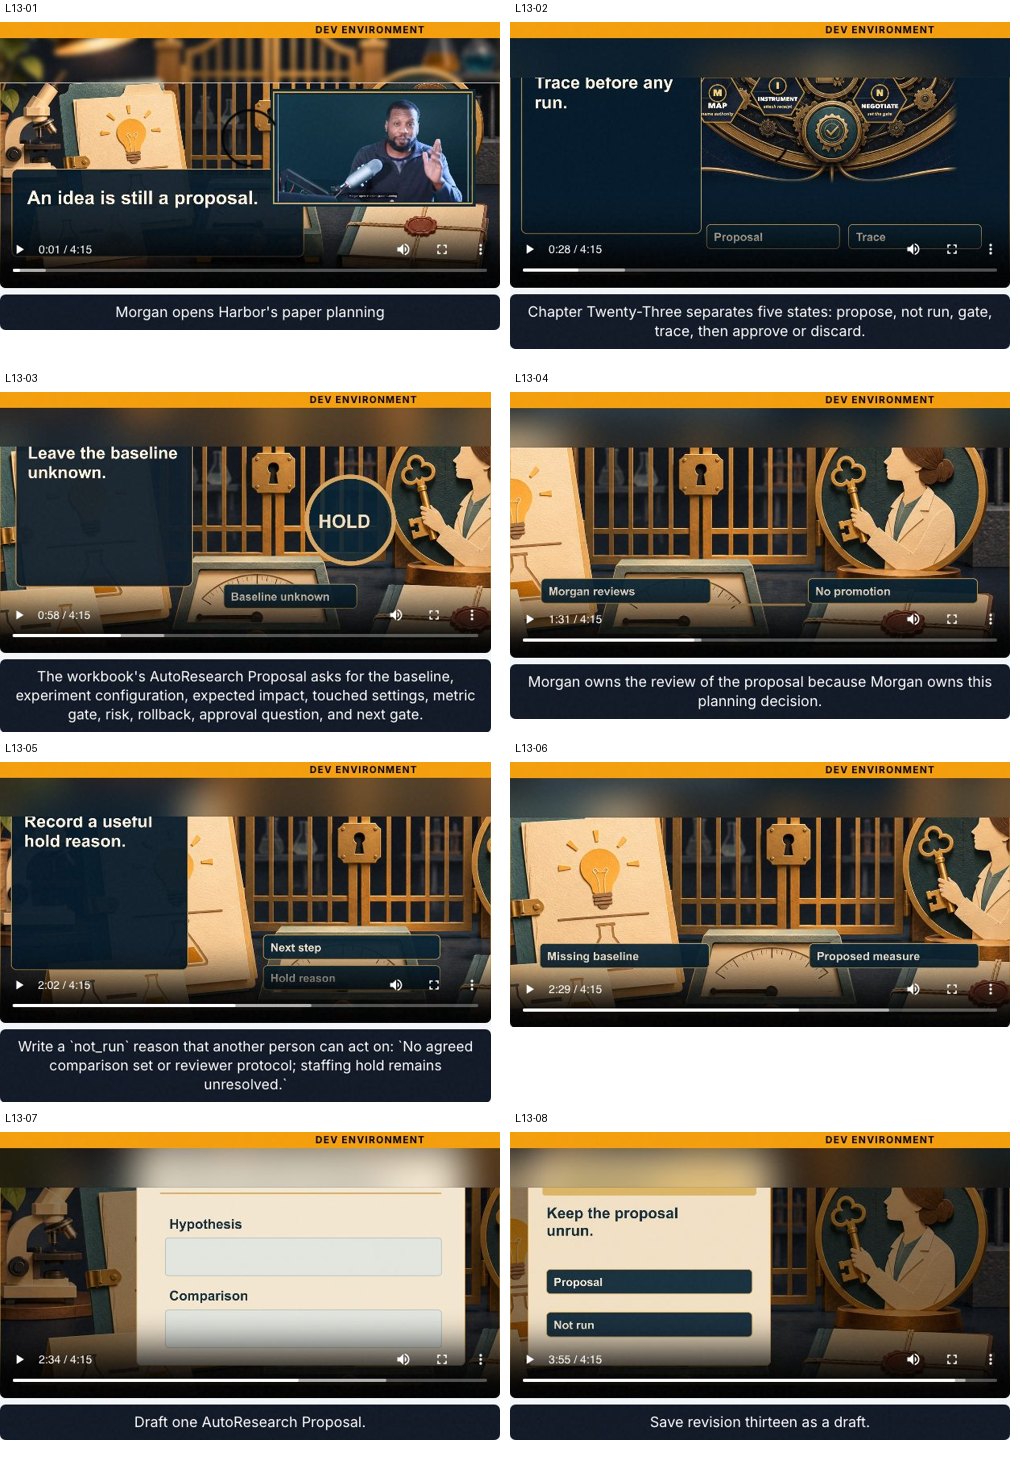 L13-01
DEV ENVIRONMENT
An idea is still a proposal.
0:01 / 4:15
Morgan opens Harbor's paper planning
L13-02
DEV ENVIRONMENT
Trace before any
run.
M
MAP
I
INSTRUMENT
attach receipt
N
NEGOTIATE
set the gate
Proposal
Trace
0:28 / 4:15
Chapter Twenty-Three separates five states: propose, not run, gate,
trace, then approve or discard.
L13-03
DEV ENVIRONMENT
Leave the baseline
unknown.
HOLD
Baseline unknown
0:58 / 4:15
The workbook's AutoResearch Proposal asks for the baseline,
experiment configuration, expected impact, touched settings, metric
gate, risk, rollback, approval question, and next gate.
L13-04
DEV ENVIRONMENT
Morgan reviews
No promotion
1:31 / 4:15
Morgan owns the review of the proposal because Morgan owns this
planning decision.
L13-05
DEV ENVIRONMENT
Record a useful
hold reason.
Next step
Hold reason
2:02 / 4:15
Write a `not_run` reason that another person can act on: `No agreed
comparison set or reviewer protocol; staffing hold remains
unresolved.`
L13-06
DEV ENVIRONMENT
Missing baseline
Proposed measure
2:29 / 4:15
L13-07
DEV ENVIRONMENT
Hypothesis
Comparison
2:34 / 4:15
Draft one AutoResearch Proposal.
L13-08
DEV ENVIRONMENT
Keep the proposal
unrun.
Proposal
Not run
3:55 / 4:15
Save revision thirteen as a draft.